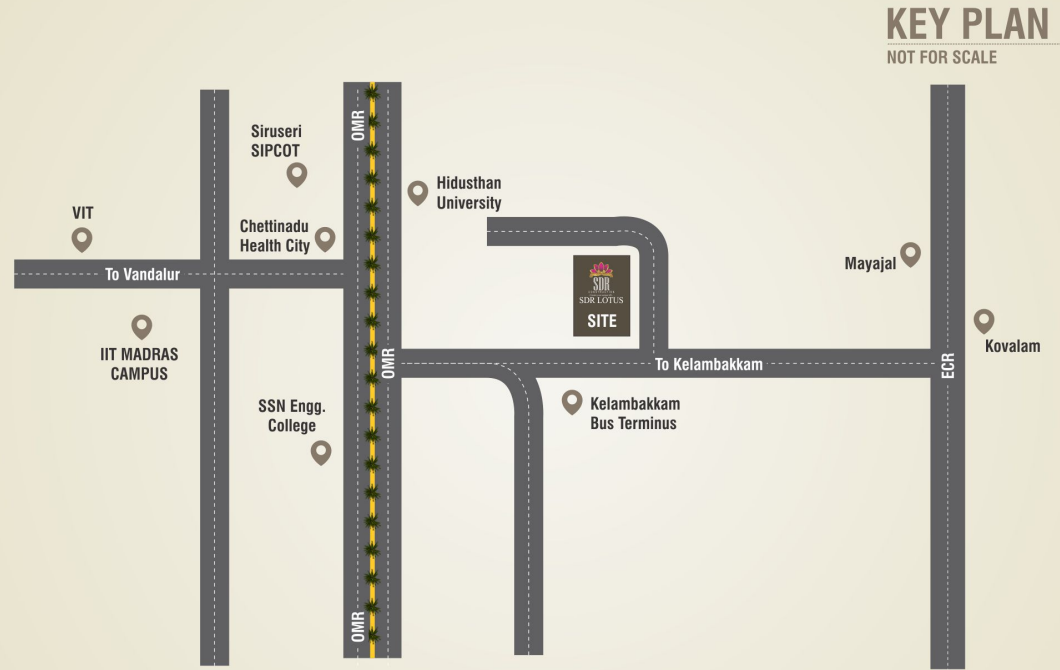 KEY PLAN
NOT FOR SCALE
OMR
Siruseri
SIPCOT
Hidusthan
University
VIT
Chettinadu
Health City
To Vandalur
Mayajal
SDR
SDR LOTUS
SITE
IIT MADRAS
CAMPUS
Kovalam
OMR
To Kelambakkam
ECR
SSN Engg.
College
Kelambakkam
Bus Terminus
OMR